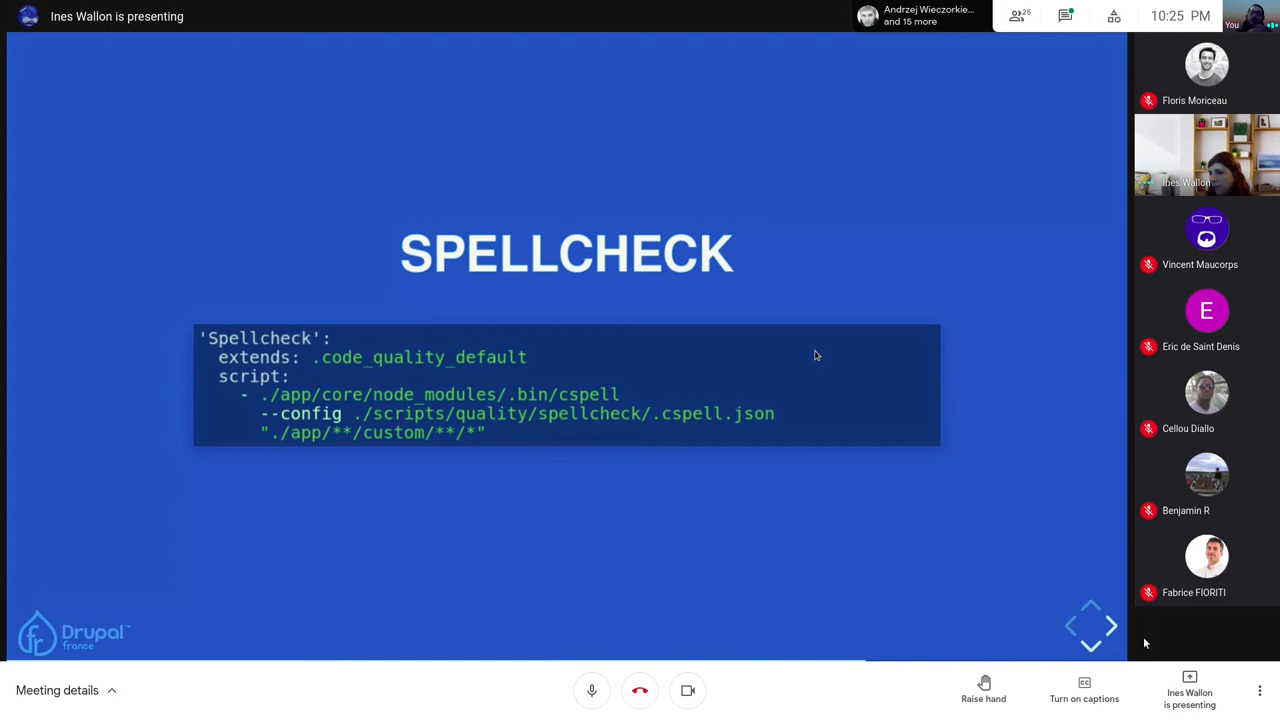 Ines Wallon is presenting
Andrzej Wieczorkie...
and 15 more
25
10:25 PM
You
Floris Moriceau
Ines Wallon
Vincent Maucorps
E
Eric de Saint Denis
Cellou Diallo
Benjamin R
Fabrice FIORITI
SPELLCHECK
'Spellcheck':
extends: .code_quality_default
script:
- ./app/core/node_modules/.bin/cspell
--config ./scripts/quality/spellcheck/.cspell.json
"./app/**/custom/**/*"
fr Drupal™
france
Meeting details
Raise hand
CC
Turn on captions
Ines Wallon
is presenting